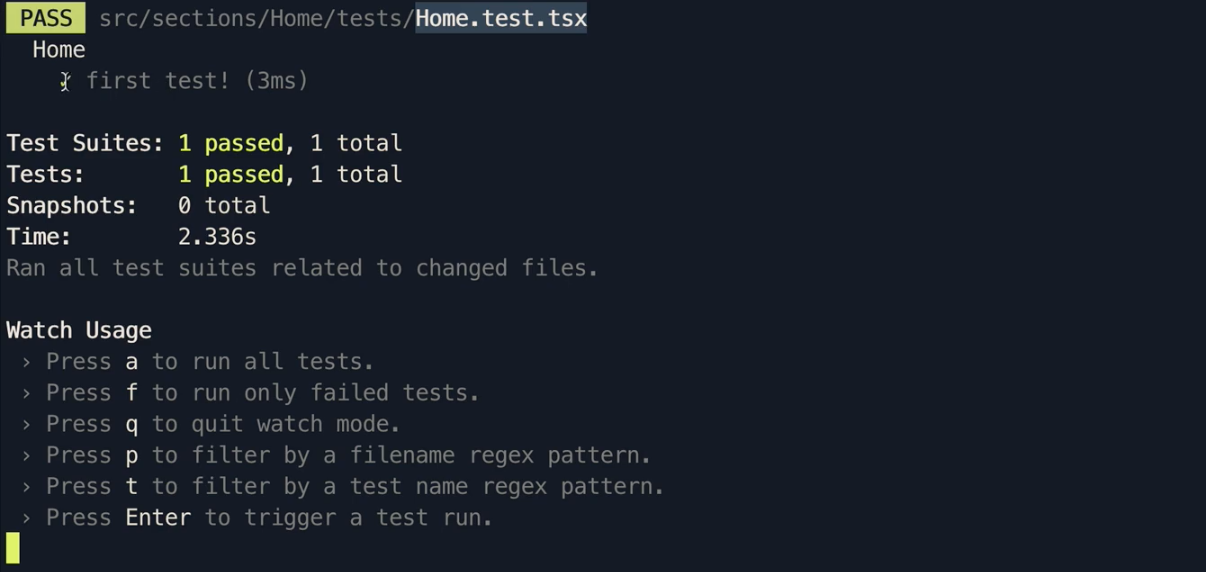 PASS src/sections/Home/tests/Home.test.tsx
Home
✓ first test! (3ms)
Test Suites: 1 passed, 1 total
Tests: 1 passed, 1 total
Snapshots: 0 total
Time: 2.336s
Ran all test suites related to changed files.
Watch Usage
› Press a to run all tests.
› Press f to run only failed tests.
› Press q to quit watch mode.
› Press p to filter by a filename regex pattern.
› Press t to filter by a test name regex pattern.
› Press Enter to trigger a test run.